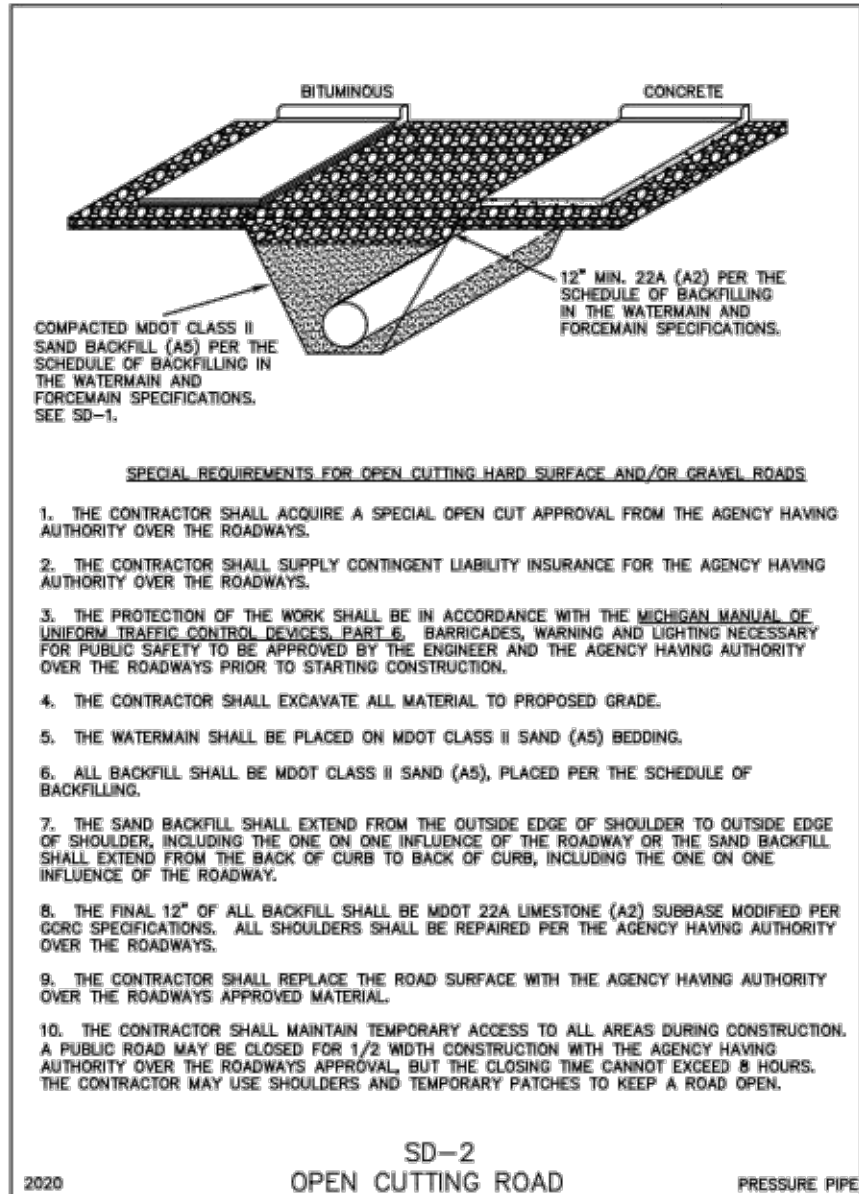 BITUMINOUS
CONCRETE
12" MIN. 22A (A2) PER THE
SCHEDULE OF BACKFILLING
IN THE WATERMAIN AND
FORCEMAIN SPECIFICATIONS.
COMPACTED MDOT CLASS II
SAND BACKFILL (A5) PER THE
SCHEDULE OF BACKFILLING IN
THE WATERMAIN AND
FORCEMAIN SPECIFICATIONS.
SEE SD-1.
SPECIAL REQUIREMENTS FOR OPEN CUTTING HARD SURFACE AND/OR GRAVEL ROADS
1. THE CONTRACTOR SHALL ACQUIRE A SPECIAL OPEN CUT APPROVAL FROM THE AGENCY HAVING
AUTHORITY OVER THE ROADWAYS.
2. THE CONTRACTOR SHALL SUPPLY CONTINGENT LIABILITY INSURANCE FOR THE AGENCY HAVING
AUTHORITY OVER THE ROADWAYS.
3. THE PROTECTION OF THE WORK SHALL BE IN ACCORDANCE WITH THE MICHIGAN MANUAL OF
UNIFORM TRAFFIC CONTROL DEVICES, PART 6. BARRICADES, WARNING AND LIGHTING NECESSARY
FOR PUBLIC SAFETY TO BE APPROVED BY THE ENGINEER AND THE AGENCY HAVING AUTHORITY
OVER THE ROADWAYS PRIOR TO STARTING CONSTRUCTION.
4. THE CONTRACTOR SHALL EXCAVATE ALL MATERIAL TO PROPOSED GRADE.
5. THE WATERMAIN SHALL BE PLACED ON MDOT CLASS II SAND (A5) BEDDING.
6. ALL BACKFILL SHALL BE MDOT CLASS II SAND (A5), PLACED PER THE SCHEDULE OF
BACKFILLING.
7. THE SAND BACKFILL SHALL EXTEND FROM THE OUTSIDE EDGE OF SHOULDER TO OUTSIDE EDGE
OF SHOULDER, INCLUDING THE ONE ON ONE INFLUENCE OF THE ROADWAY OR THE SAND BACKFILL
SHALL EXTEND FROM THE BACK OF CURB TO BACK OF CURB, INCLUDING THE ONE ON ONE
INFLUENCE OF THE ROADWAY.
8. THE FINAL 12" OF ALL BACKFILL SHALL BE MDOT 22A LIMESTONE (A2) SUBBASE MODIFIED PER
GCRC SPECIFICATIONS. ALL SHOULDERS SHALL BE REPAIRED PER THE AGENCY HAVING AUTHORITY
OVER THE ROADWAYS.
9. THE CONTRACTOR SHALL REPLACE THE ROAD SURFACE WITH THE AGENCY HAVING AUTHORITY
OVER THE ROADWAYS APPROVED MATERIAL.
10. THE CONTRACTOR SHALL MAINTAIN TEMPORARY ACCESS TO ALL AREAS DURING CONSTRUCTION.
A PUBLIC ROAD MAY BE CLOSED FOR 1/2 WIDTH CONSTRUCTION WITH THE AGENCY HAVING
AUTHORITY OVER THE ROADWAYS APPROVAL, BUT THE CLOSING TIME CANNOT EXCEED 8 HOURS.
THE CONTRACTOR MAY USE SHOULDERS AND TEMPORARY PATCHES TO KEEP A ROAD OPEN.
SD-2
2020 OPEN CUTTING ROAD PRESSURE PIPE